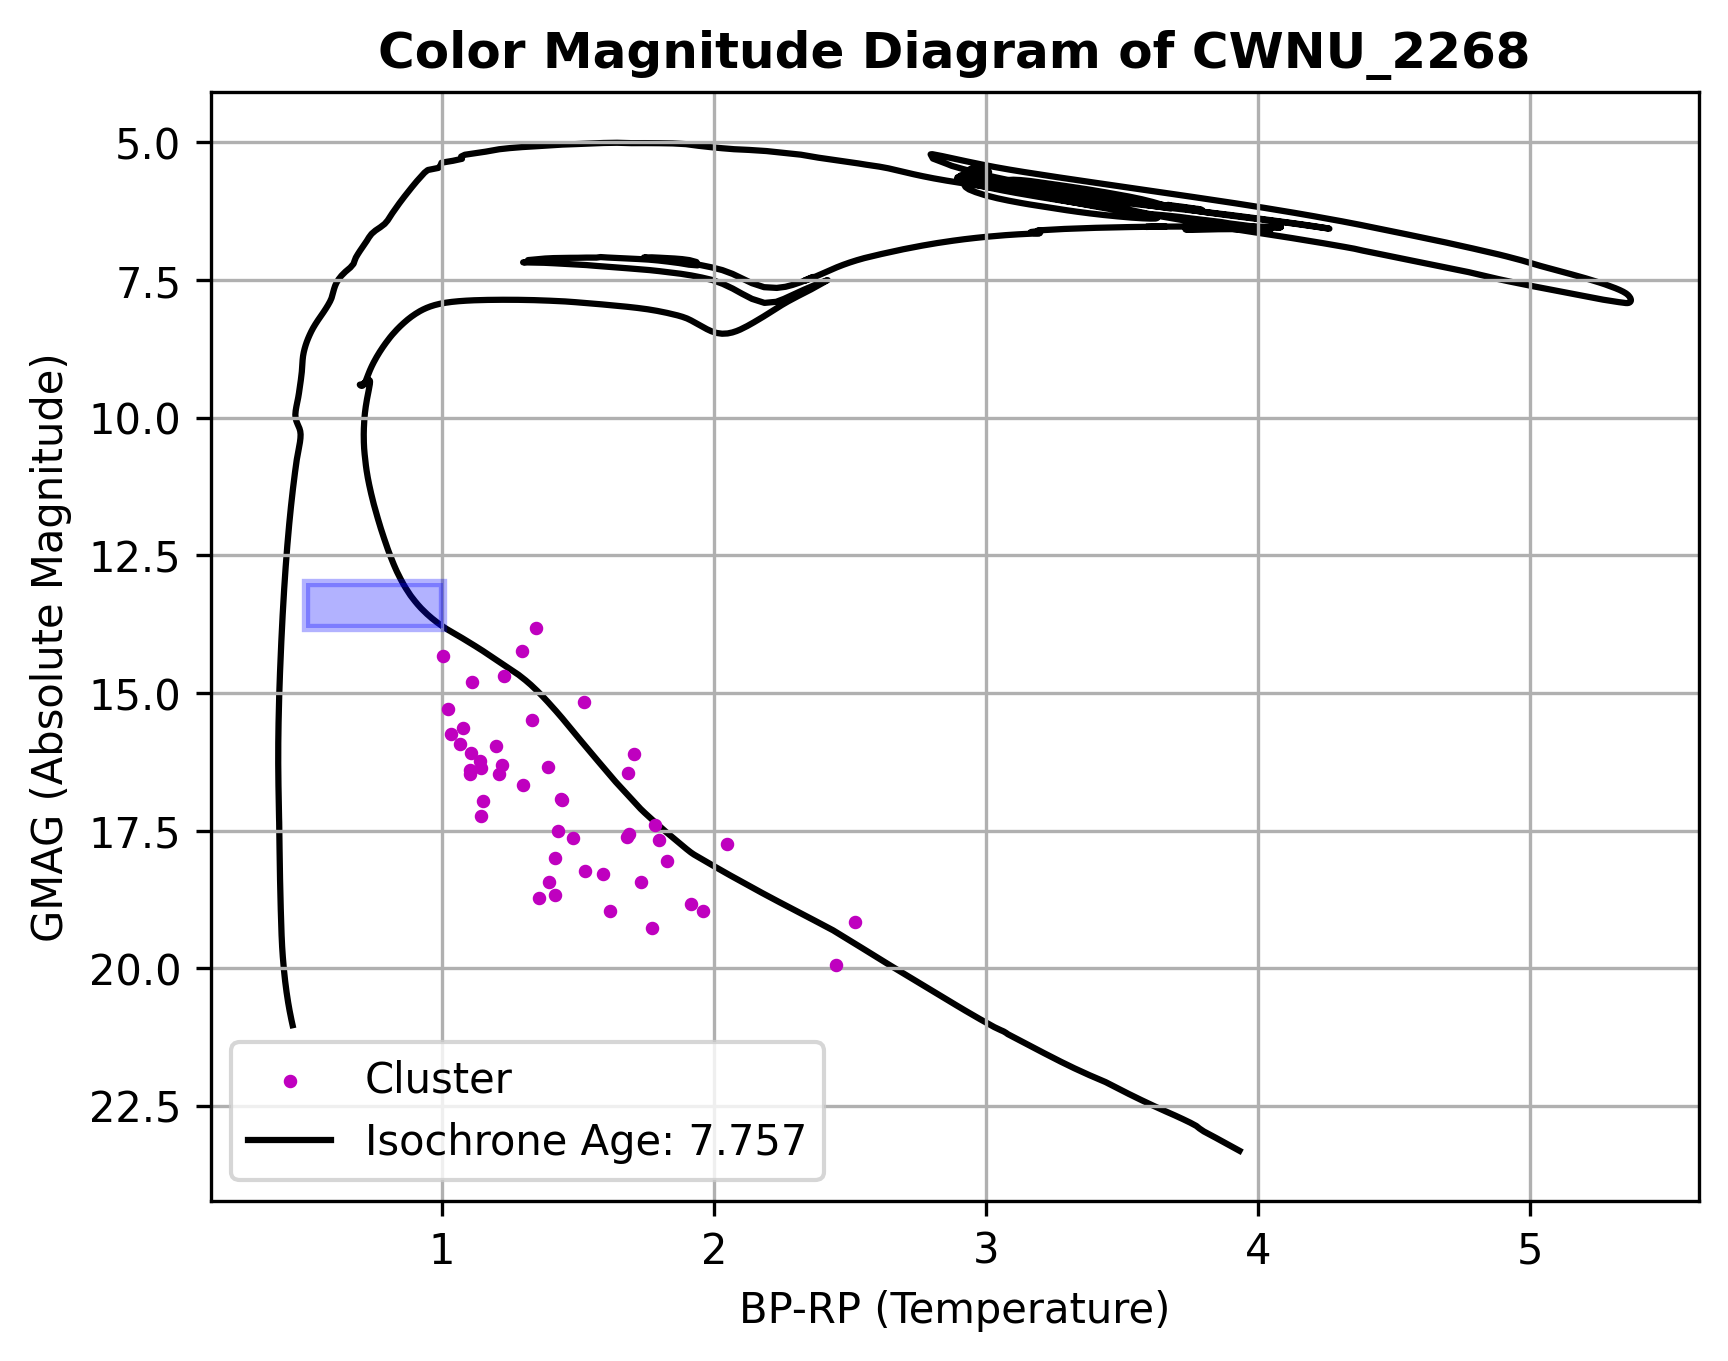 Color Magnitude Diagram of CWNU_2268
GMAG (Absolute Magnitude)
5.0
7.5
10.0
12.5
15.0
17.5
20.0
22.5
Cluster
Isochrone Age: 7.757
1 2 3 4 5
BP-RP (Temperature)